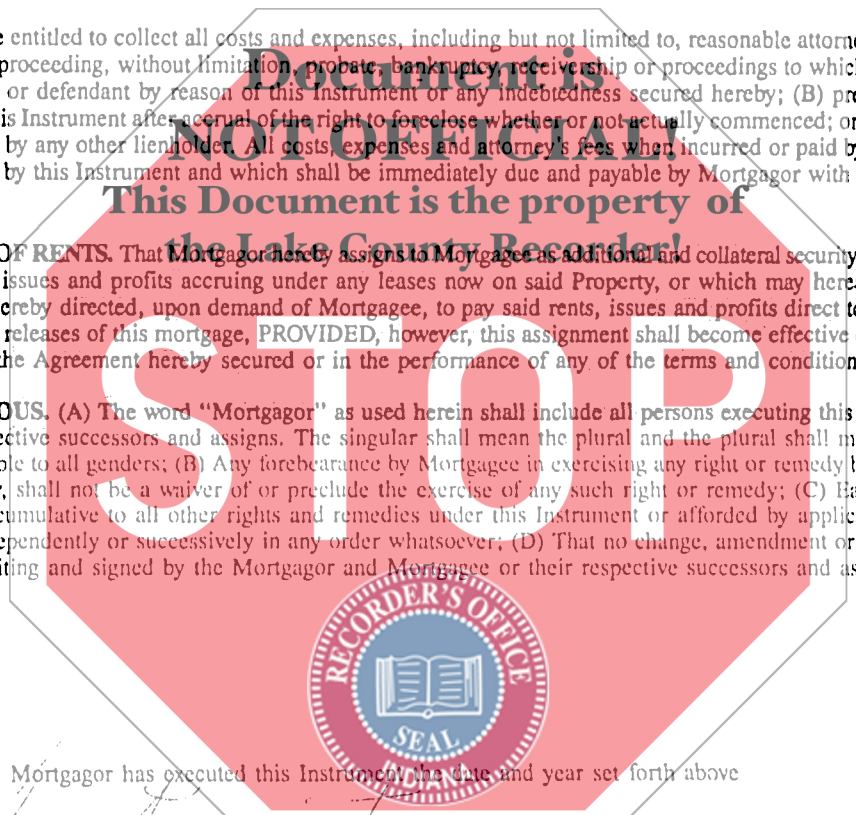 e entitled to collect all costs and expenses, including but not limited to, reasonable attorne
proceeding, without limitation, probate, bankruptcy, receivership or proceedings to which
or defendant by reason of this Instrument or any indebtedness secured hereby; (B) pre
is Instrument after accrual of the right to foreclose whether or not actually commenced; or
by any other lienholder. All costs, expenses and attorney's fees when incurred or paid b
by this Instrument and which shall be immediately due and payable by Mortgagor with
Document is
NOT OFFICIAL!
This Document is the property of
the Lake County Recorder!
OF RENTS. That Mortgagor hereby assigns to Mortgagee as additional and collateral security
issues and profits accruing under any leases now on said Property, or which may here
ereby directed, upon demand of Mortgagee, to pay said rents, issues and profits direct to
releases of this mortgage, PROVIDED, however, this assignment shall become effective
the Agreement hereby secured or in the performance of any of the terms and condition
STOP
OUS. (A) The word "Mortgagor" as used herein shall include all persons executing this
ective successors and assigns. The singular shall mean the plural and the plural shall m
ble to all genders; (B) Any forebearance by Mortgagee in exercising any right or remedy
, shall not be a waiver of or preclude the exercise of any such right or remedy; (C)
cumulative to all other rights and remedies under this Instrument or afforded by applic
ependently or successively in any order whatsoever; (D) That no change, amendment or
iting and signed by the Mortgagor and Mortgagee or their respective successors and as
RECORDER'S OFFICE
SEAL
INDIANA
Mortgagor has executed this Instrument the date and year set forth above